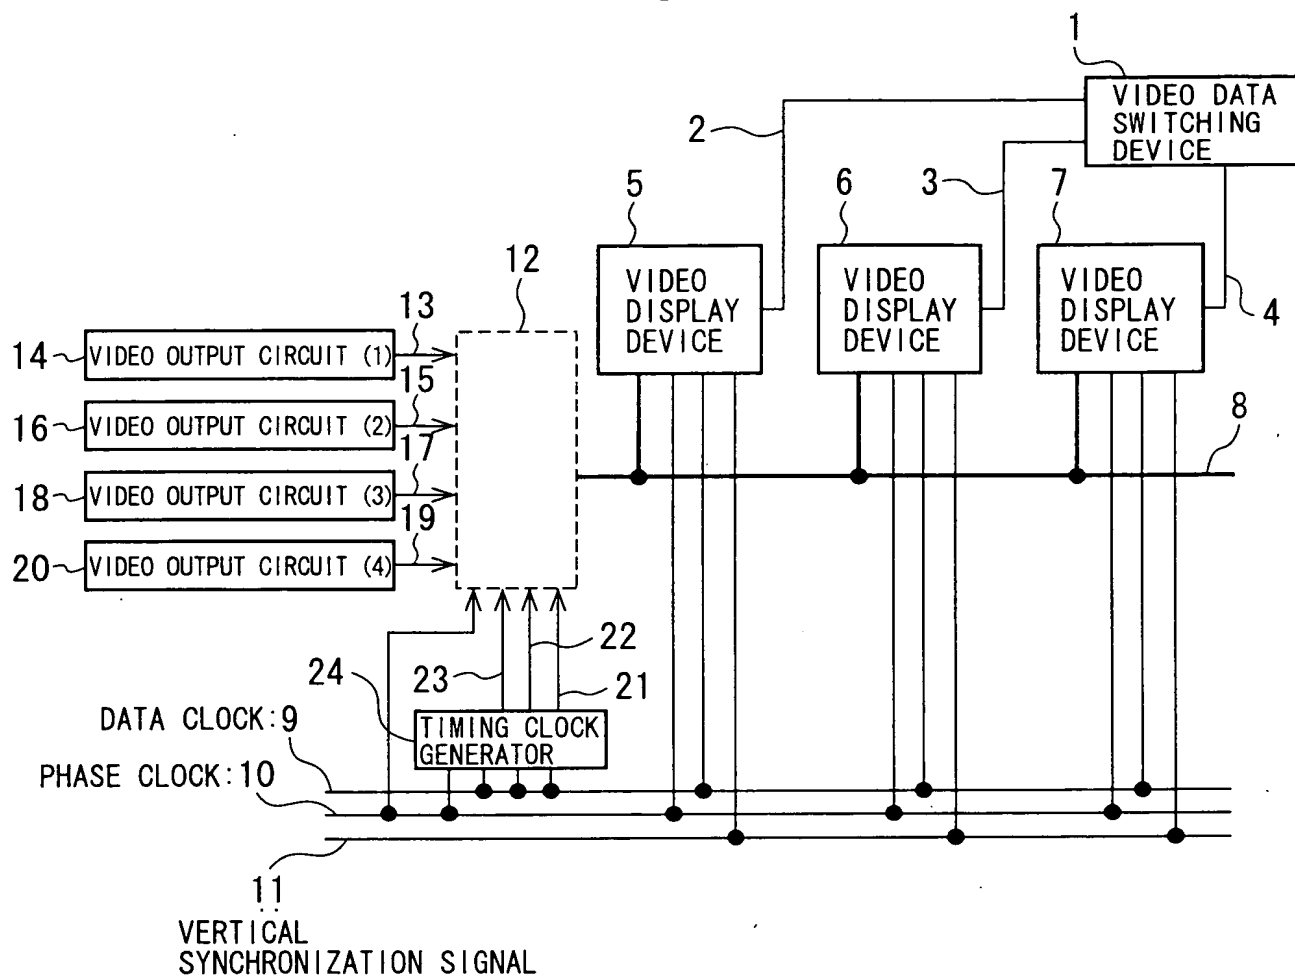 1
VIDEO DATA
SWITCHING
DEVICE
2
3
4
5
6
7
VIDEO
DISPLAY
DEVICE
VIDEO
DISPLAY
DEVICE
VIDEO
DISPLAY
DEVICE
8
12
13
14
VIDEO OUTPUT CIRCUIT (1)
15
16
VIDEO OUTPUT CIRCUIT (2)
17
18
VIDEO OUTPUT CIRCUIT (3)
19
20
VIDEO OUTPUT CIRCUIT (4)
22
23
21
24
TIMING CLOCK
GENERATOR
DATA CLOCK:9
PHASE CLOCK:10
11
VERTICAL
SYNCHRONIZATION SIGNAL